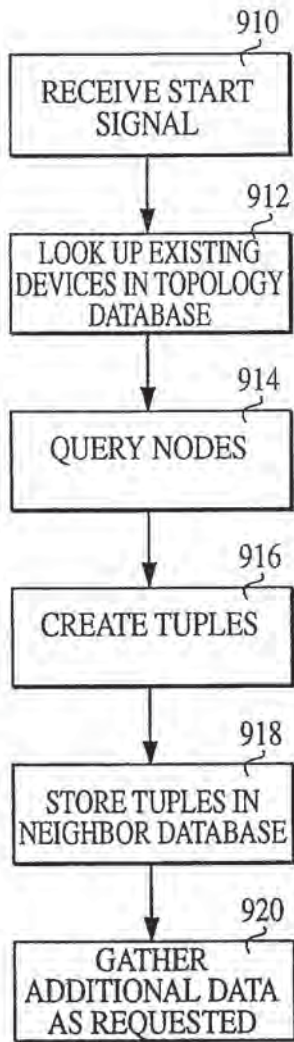 910
RECEIVE START
SIGNAL
912
LOOK UP EXISTING
DEVICES IN TOPOLOGY
DATABASE
914
QUERY NODES
916
CREATE TUPLES
918
STORE TUPLES IN
NEIGHBOR DATABASE
920
GATHER
ADDITIONAL DATA
AS REQUESTED